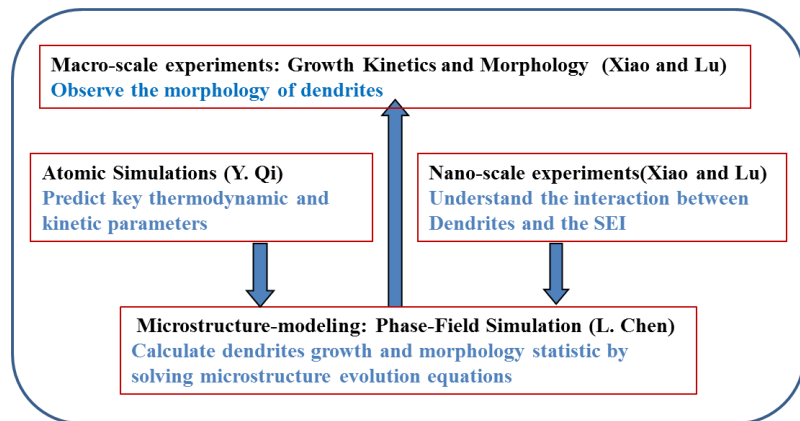 Macro-scale experiments: Growth Kinetics and Morphology (Xiao and Lu)
Observe the morphology of dendrites
Atomic Simulations (Y. Qi)
Predict key thermodynamic and
kinetic parameters
Nano-scale experiments(Xiao and Lu)
Understand the interaction between
Dendrites and the SEI
Microstructure-modeling: Phase-Field Simulation (L. Chen)
Calculate dendrites growth and morphology statistic by
solving microstructure evolution equations